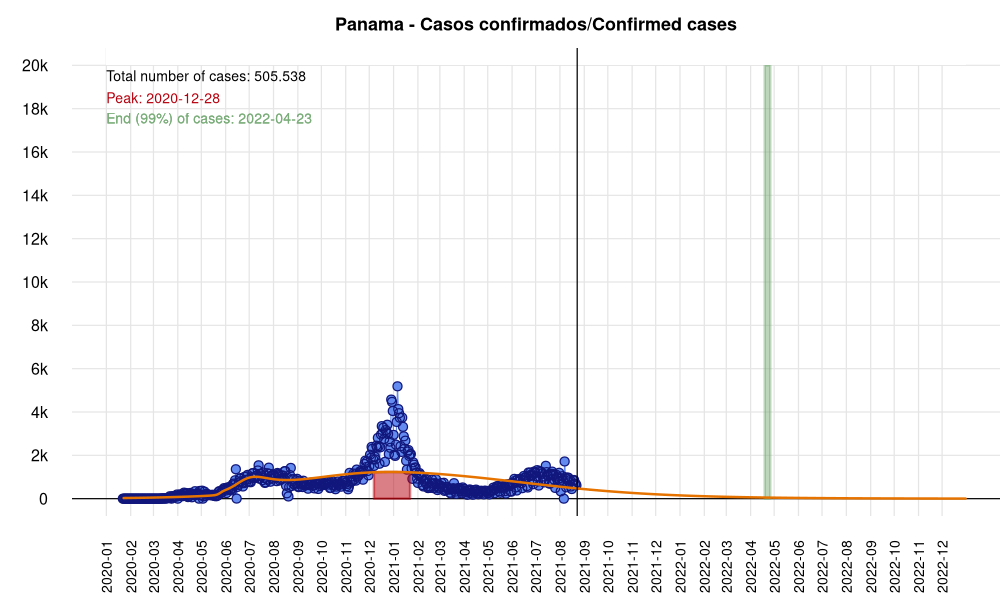 Panama - Casos confirmados/Confirmed cases
Total number of cases: 505.538
Peak: 2020-12-28
End (99%) of cases: 2022-04-23
20k
18k
16k
14k
12k
10k
8k
6k
4k
2k
0
2020-01
2020-02
2020-03
2020-04
2020-05
2020-06
2020-07
2020-08
2020-09
2020-10
2020-11
2020-12
2021-01
2021-02
2021-03
2021-04
2021-05
2021-06
2021-07
2021-08
2021-09
2021-10
2021-11
2021-12
2022-01
2022-02
2022-03
2022-04
2022-05
2022-06
2022-07
2022-08
2022-09
2022-10
2022-11
2022-12